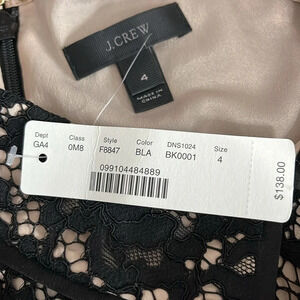 J.CREW
4
MADE IN
CHINA
Dept Class Style Color DNS1024 Size
GA4 0M8 F8847 BLA BK0001 4
099104484889
$138.00